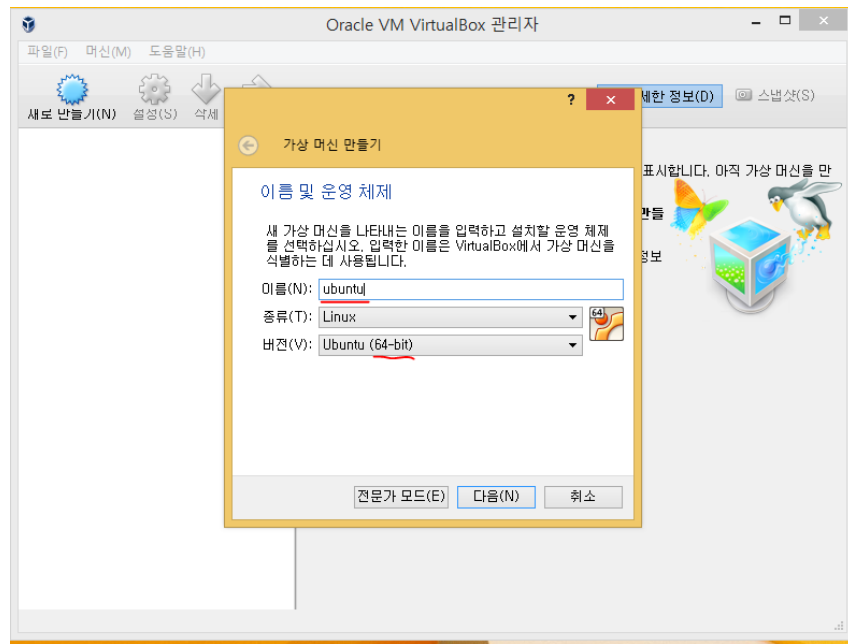 Oracle VM VirtualBox 관리자
파일(F) 머신(M) 도움말(H)
새로 만들기(N) 설정(S) 삭제
세한 정보(D) 스냅샷(S)
? ×
가상 머신 만들기
표시합니다. 아직 가상 머신을 만
만들
정보
이름 및 운영 체제
새 가상 머신을 나타내는 이름을 입력하고 설치할 운영 체제
를 선택하십시오. 입력한 이름은 VirtualBox에서 가상 머신을
식별하는 데 사용됩니다.
이름(N): ubuntu
종류(T): Linux
64
버전(V): Ubuntu (64-bit)
전문가 모드(E) 다음(N) 취소